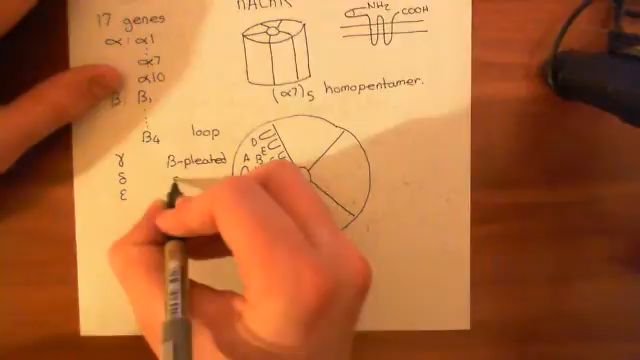 nAChR
17 genes
NH2
COOH
α: α1
α7
α10
β: β1
(α7)5 homopentamer.
β4
loop
D
E
A B C
γ
β-pleated
δ
ε